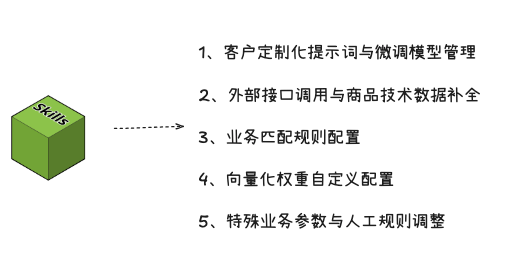 Skills
1、客户定制化提示词与微调模型管理
2、外部接口调用与商品技术数据补全
3、业务匹配规则配置
4、向量化权重自定义配置
5、特殊业务参数与人工规则调整